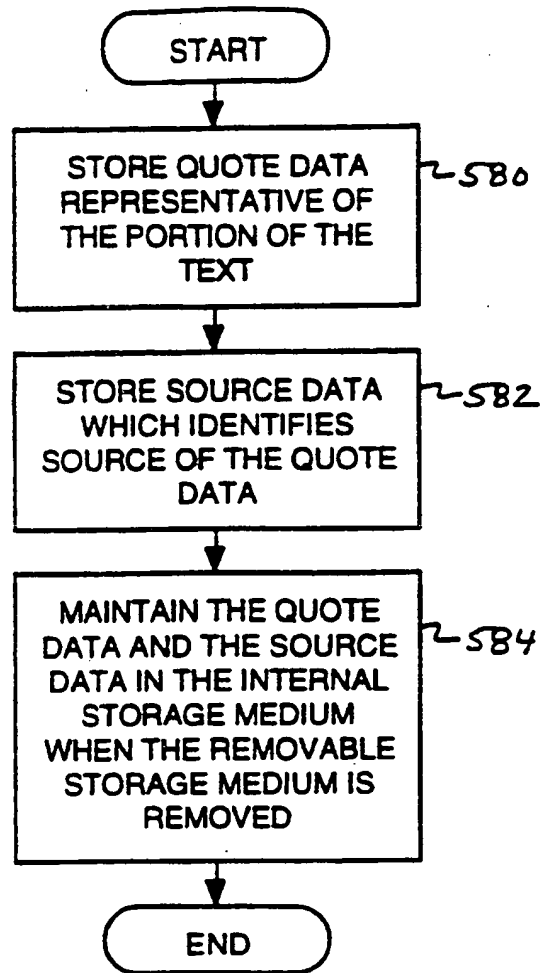 START
STORE QUOTE DATA
REPRESENTATIVE OF
THE PORTION OF THE
TEXT
580
STORE SOURCE DATA
WHICH IDENTIFIES
SOURCE OF THE QUOTE
DATA
582
MAINTAIN THE QUOTE
DATA AND THE SOURCE
DATA IN THE INTERNAL
STORAGE MEDIUM
WHEN THE REMOVABLE
STORAGE MEDIUM IS
REMOVED
584
END